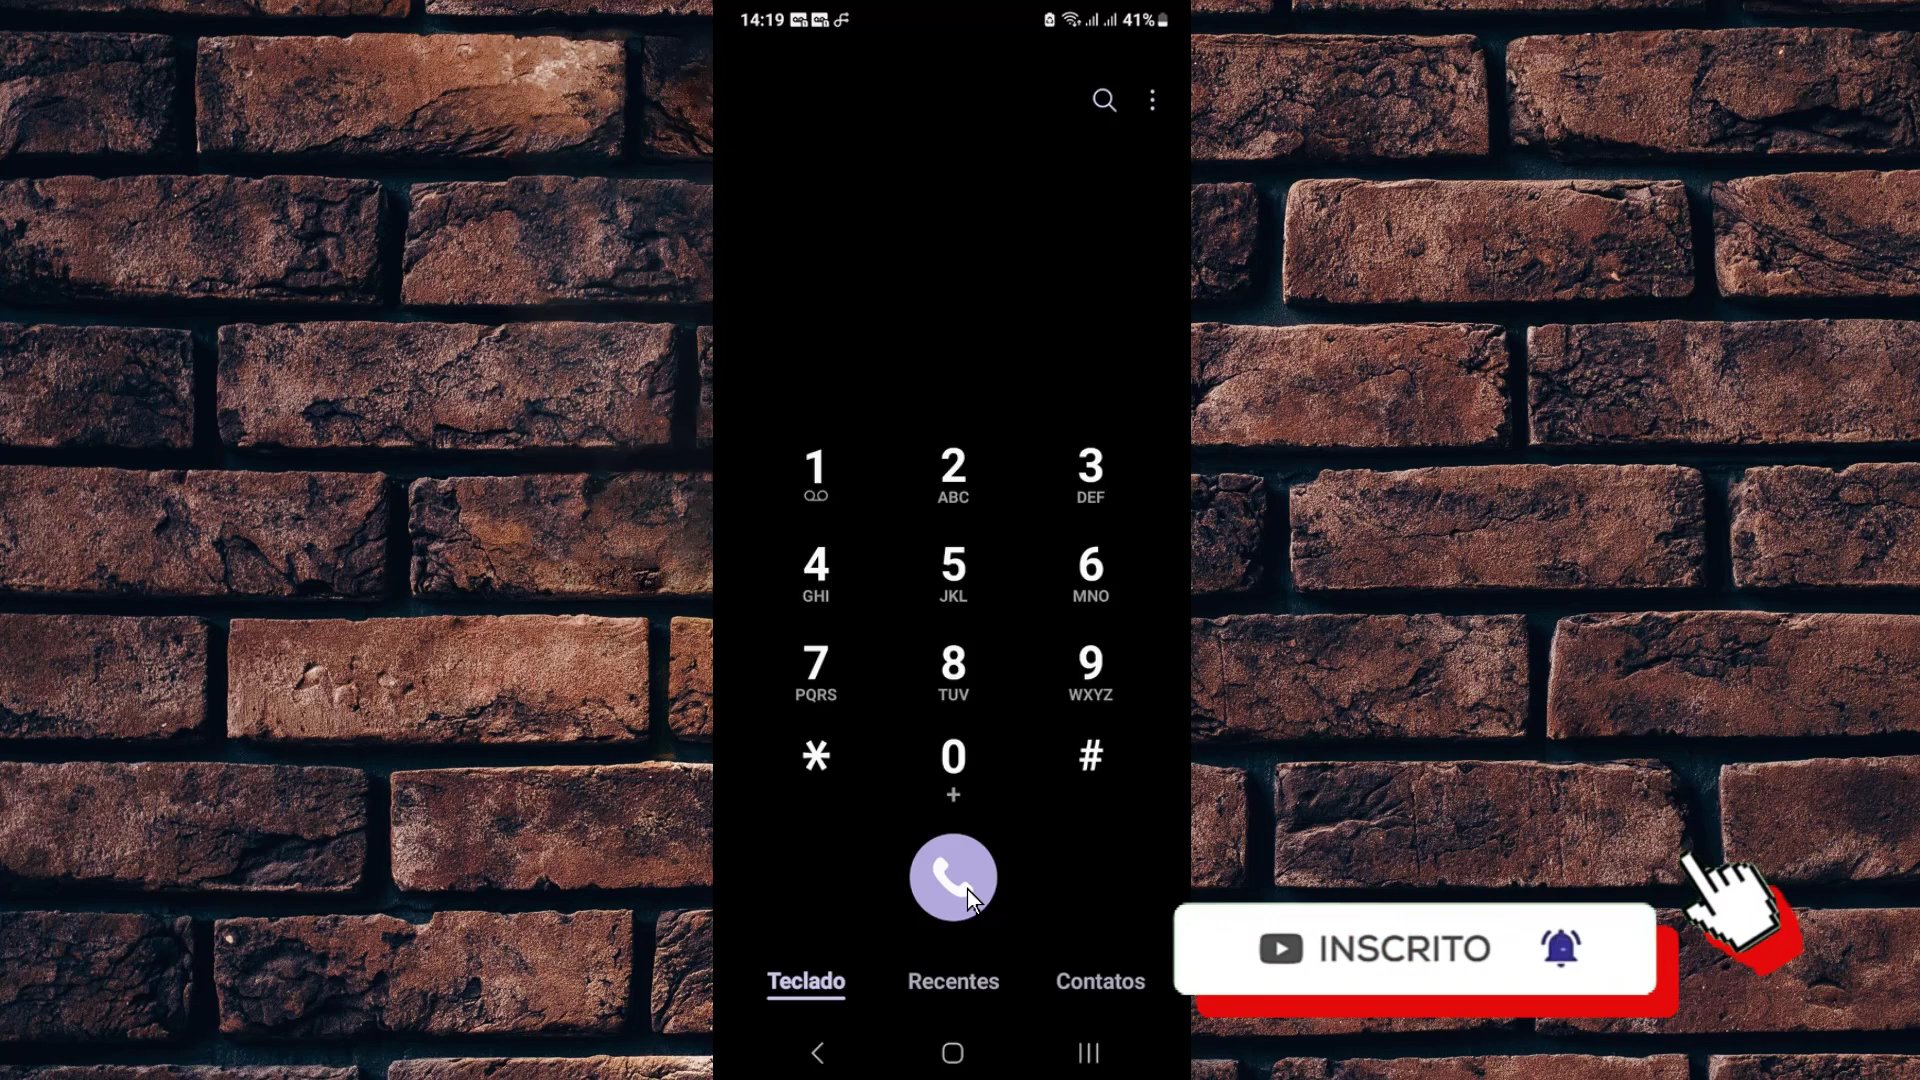 14:19
41%
1
2
ABC
3
DEF
4
GHI
5
JKL
6
MNO
7
PQRS
8
TUV
9
WXYZ
*
0
+
#
INSCRITO
Teclado
Recentes
Contatos